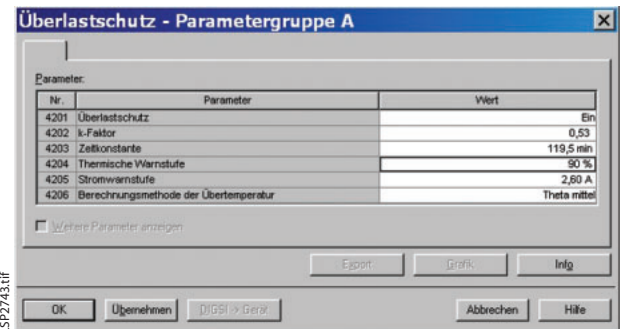 Überlastschutz - Parametergruppe A
Parameter:
Nr. Parameter Wert
4201 Überlastschutz Ein
4202 k-Faktor 0,53
4203 Zeitkonstante 119,5 min
4204 Thermische Warnstufe 90 %
4205 Stromwarnstufe 2,60 A
4206 Berechnungsmethode der Übertemperatur Theta mittel
Weitere Parameter anzeigen
Export Grafik Info
OK Übernehmen DIGSI -> Gerät Abbrechen Hilfe
SP2743.tif